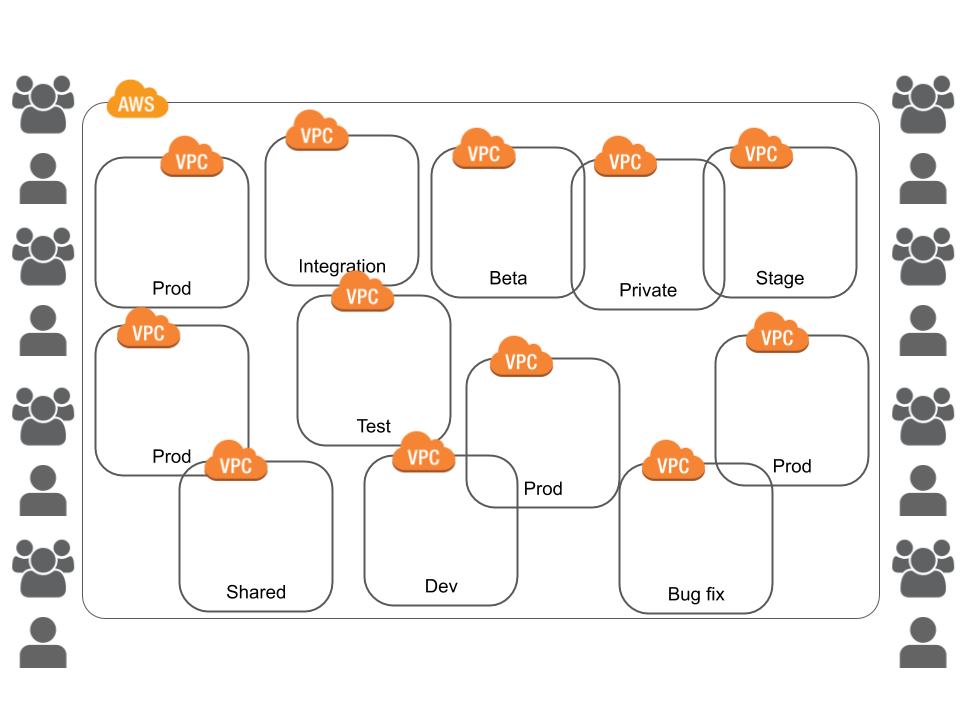 AWS
VPC
Prod
VPC
Integration
VPC
Beta
VPC
Private
VPC
Stage
VPC
Prod
VPC
Test
VPC
Prod
VPC
Prod
VPC
Shared
VPC
Dev
VPC
Bug fix